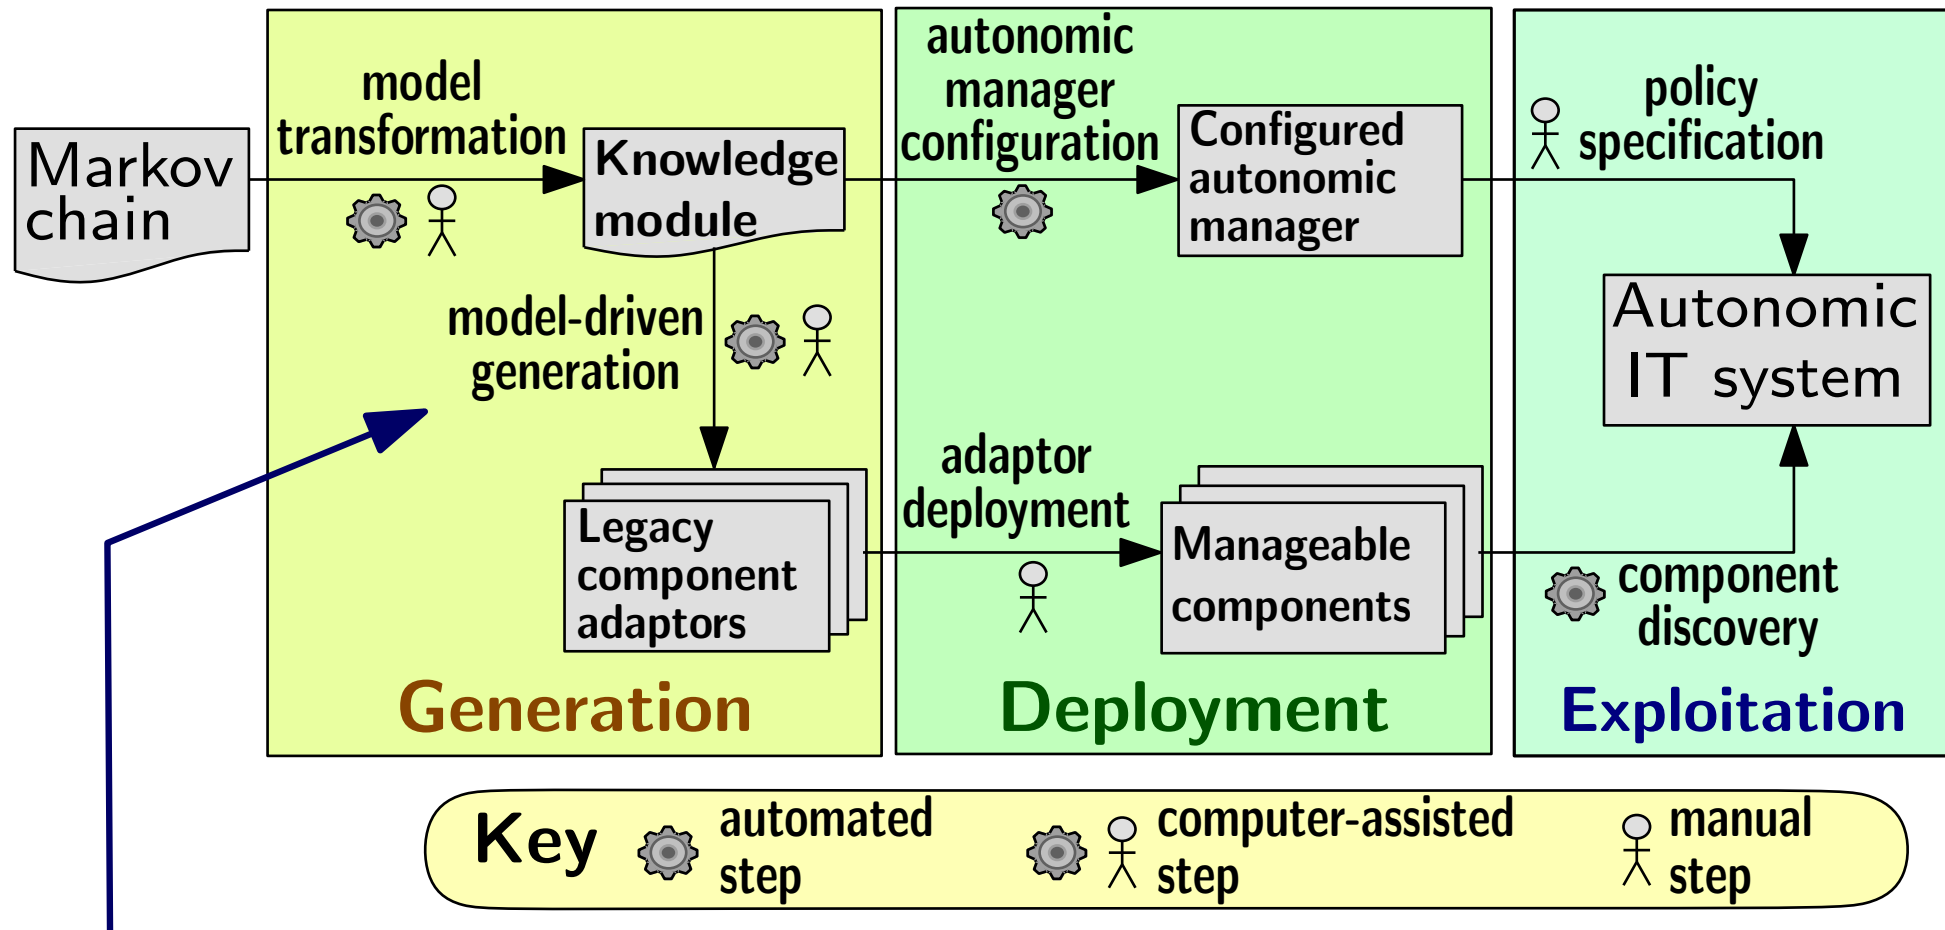 Markov
chain
model
transformation
Knowledge
module
model-driven
generation
Legacy
component
adaptors
Generation
autonomic
manager
configuration
Configured
autonomic
manager
adaptor
deployment
Manageable
components
Deployment
policy
specification
Autonomic
IT system
component
discovery
Exploitation
Key
automated
step
computer-assisted
step
manual
step